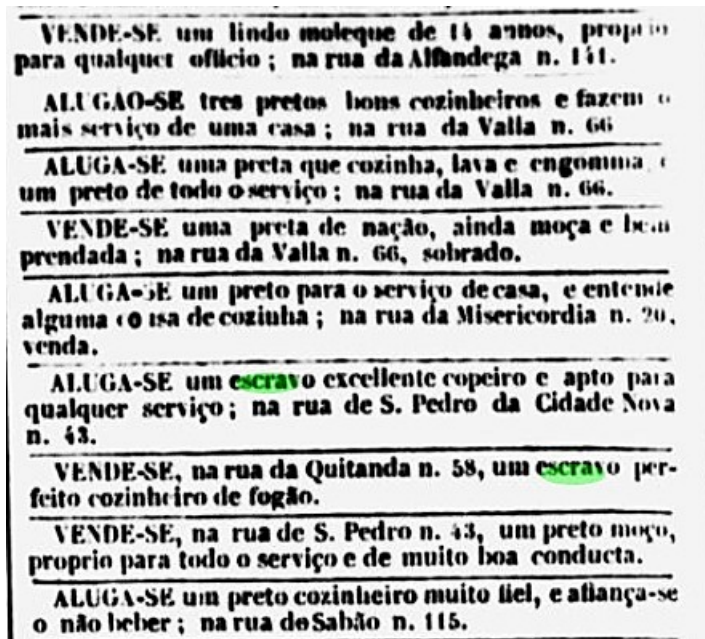 VENDE-SE um lindo moleque de 14 annos, proprio
para qualquer officio ; na rua da Alfandega n. 141.
ALUGÃO-SE tres pretos bons cozinheiros e fazem o
mais serviço de uma casa ; na rua da Valla n. 66
ALUGA-SE uma preta que cozinha, lava e engomma, e
um preto de todo o serviço ; na rua da Valla n. 66.
VENDE-SE uma preta de nação, ainda moça e bem
prendada ; na rua da Valla n. 66, sobrado.
ALUGA-SE um preto para o serviço de casa, e entende
alguma cousa de cozinha ; na rua da Misericordia n. 20,
venda.
ALUGA-SE um escravo excellente copeiro e apto para
qualquer serviço ; na rua de S. Pedro da Cidade Nova
n. 43.
VENDE-SE, na rua da Quitanda n. 58, um escravo per-
feito cozinheiro de fogão.
VENDE-SE, na rua de S. Pedro n. 43, um preto moço,
proprio para todo o serviço e de muito boa conducta.
ALUGA-SE um preto cozinheiro muito fiel, e afiança-se
o não beber ; na rua do Sabão n. 115.